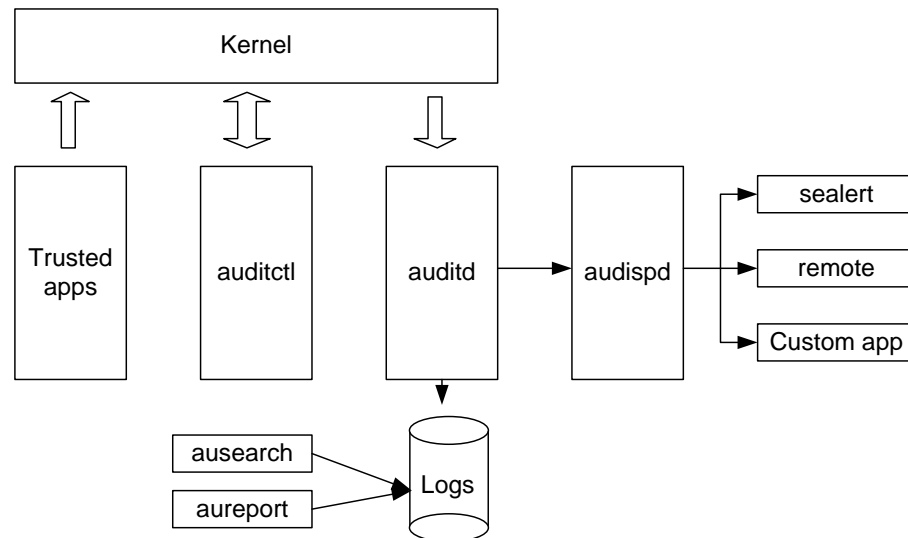 Kernel
Trusted
apps
auditctl
auditd
audispd
sealert
remote
Custom app
ausearch
aureport
Logs